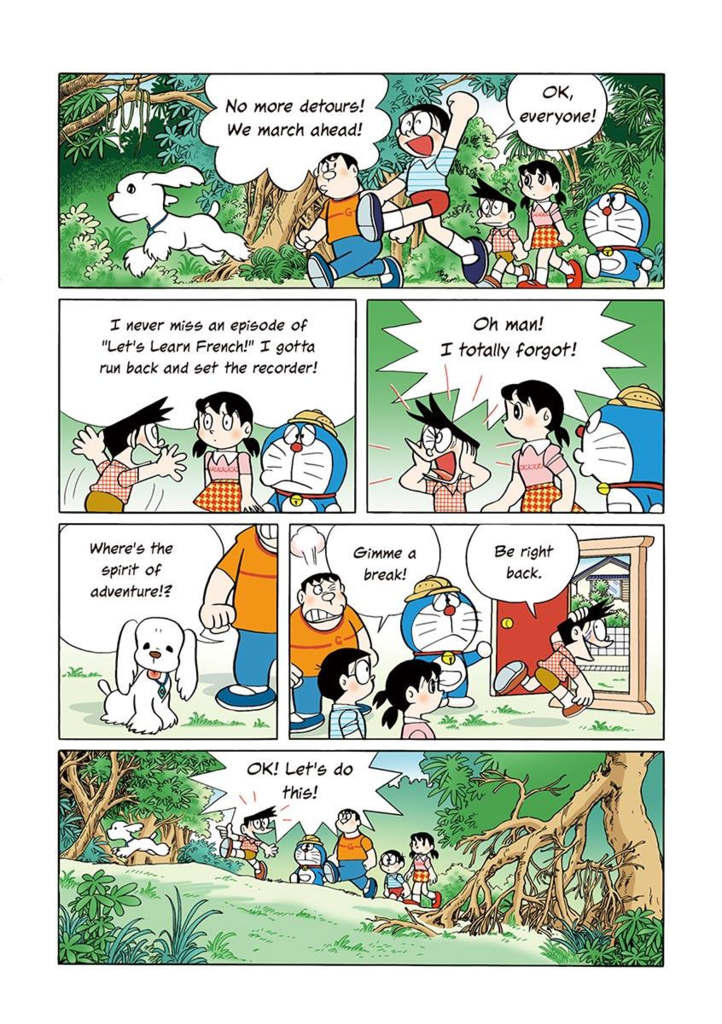 OK,
everyone!
No more detours!
We march ahead!
Oh man!
I totally forgot!
I never miss an episode of
"Let's Learn French!" I gotta
run back and set the recorder!
Be right
back.
Gimme a
break!
Where's the
spirit of
adventure!?
OK! Let's do
this!